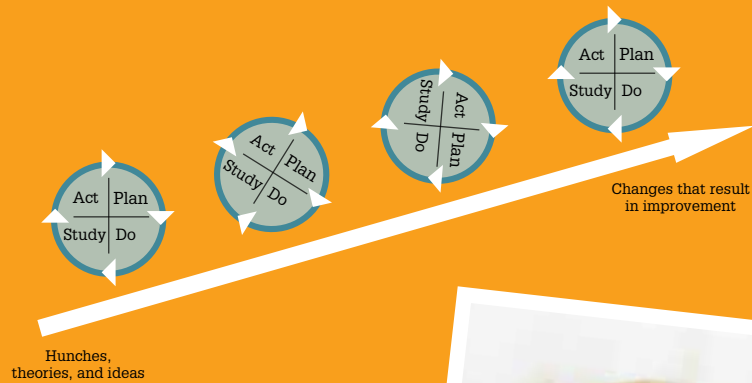 Act Plan
Study Do
Act Plan
Study Do
Study Act
Do Plan
Act Plan
Study Do
Changes that result
in improvement
Hunches,
theories, and ideas